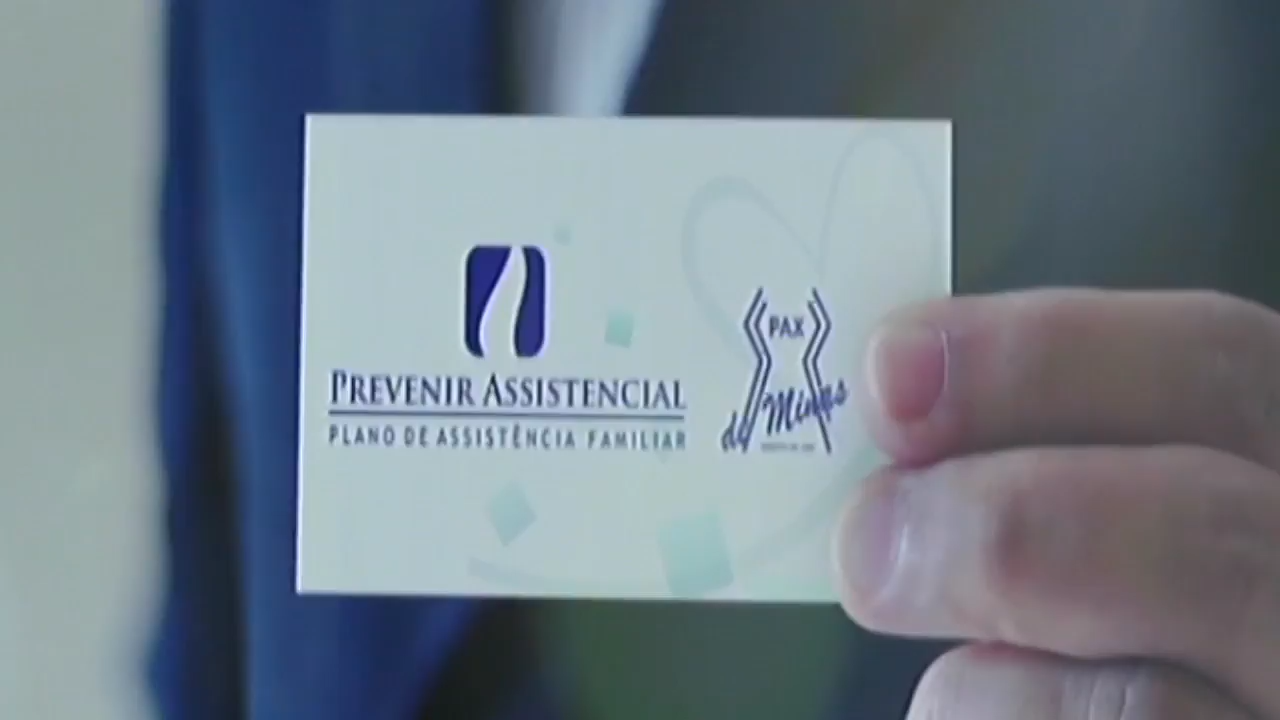 PREVENIR ASSISTENCIAL
PLANO DE ASSISTÊNCIA FAMILIAR
PAX
de Minas